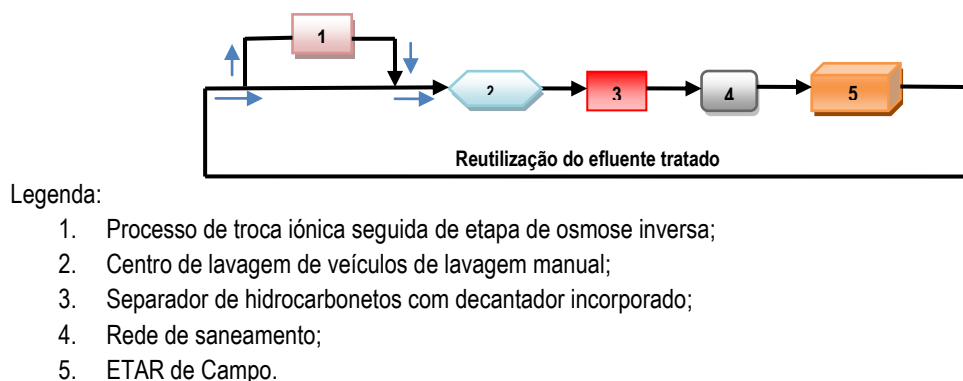 1
2
3
4
5
Reutilização do efluente tratado
Legenda:
1. Processo de troca iónica seguida de etapa de osmose inversa;
2. Centro de lavagem de veículos de lavagem manual;
3. Separador de hidrocarbonetos com decantador incorporado;
4. Rede de saneamento;
5. ETAR de Campo.